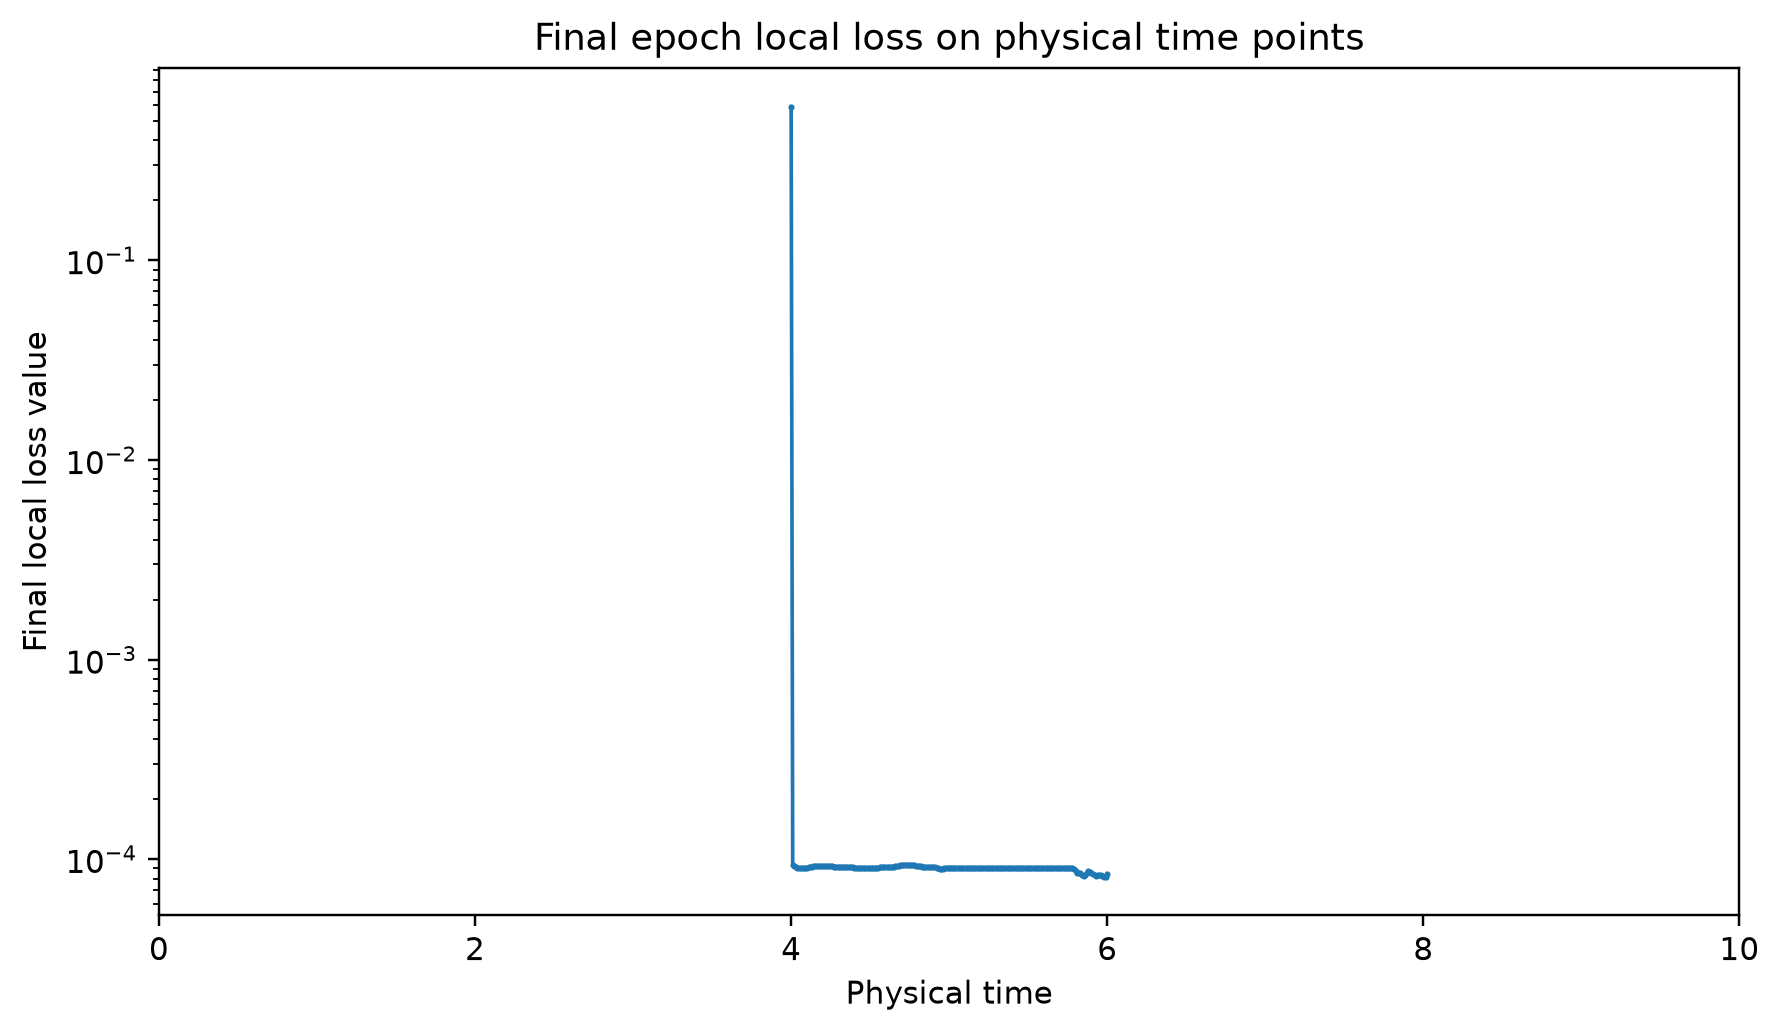 Final epoch local loss on physical time points
Final local loss value
10⁻¹
10⁻²
10⁻³
10⁻⁴
0 2 4 6 8 10
Physical time